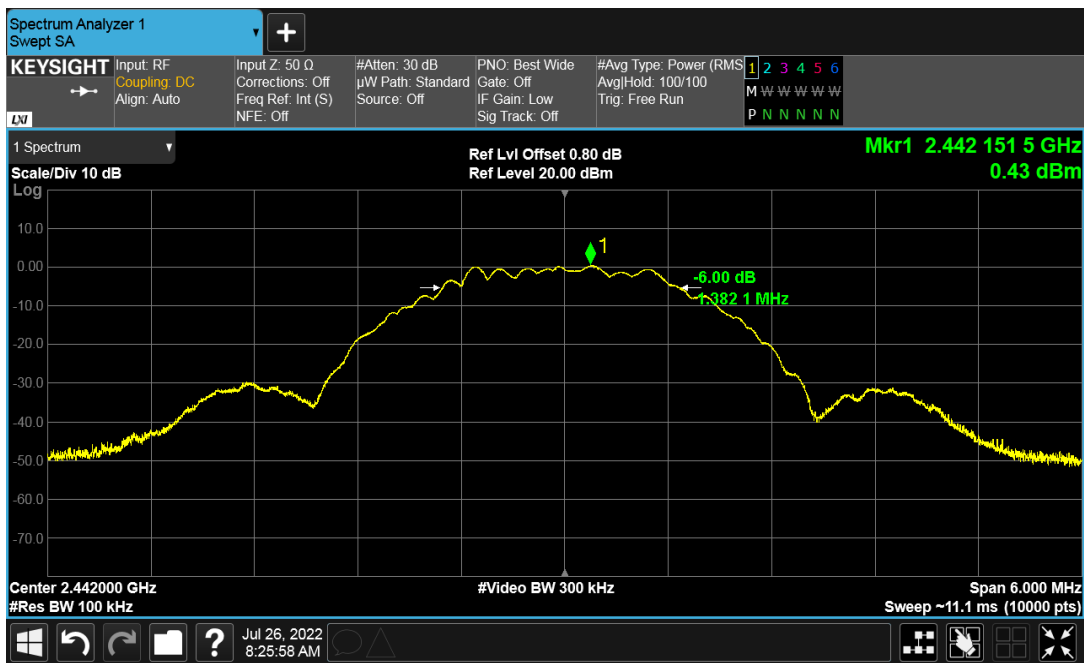 Spectrum Analyzer 1
Swept SA
+
KEYSIGHT
LXI
Input: RF
Coupling: DC
Align: Auto
Input Z: 50 Ω
Corrections: Off
Freq Ref: Int (S)
NFE: Off
#Atten: 30 dB
µW Path: Standard
Source: Off
PNO: Best Wide
Gate: Off
IF Gain: Low
Sig Track: Off
#Avg Type: Power (RMS
Avg|Hold: 100/100
Trig: Free Run
1 2 3 4 5 6
M W W W W W
P N N N N N
1 Spectrum
Scale/Div 10 dB
Log
Ref Lvl Offset 0.80 dB
Ref Level 20.00 dBm
Mkr1 2.442 151 5 GHz
0.43 dBm
10.0
0.00
-10.0
-20.0
-30.0
-40.0
-50.0
-60.0
-70.0
1
-6.00 dB
1.382 1 MHz
Center 2.442000 GHz
#Res BW 100 kHz
#Video BW 300 kHz
Span 6.000 MHz
Sweep ~11.1 ms (10000 pts)
?
Jul 26, 2022
8:25:58 AM